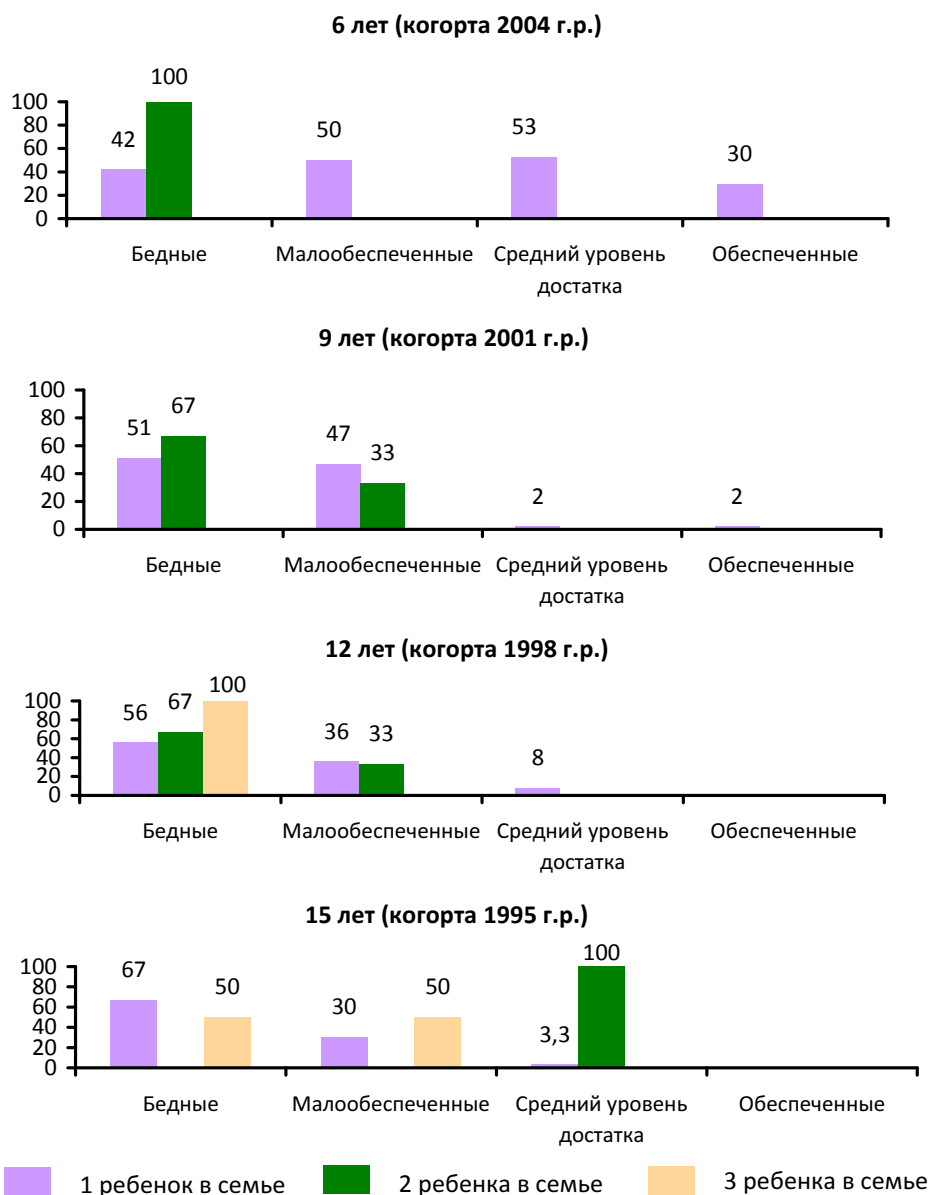 6 лет (когорта 2004 г.р.)
100
100
80
60
40
20
0
42
50
53
30
Бедные
Малообеспеченные
Средний уровень
достатка
Обеспеченные
9 лет (когорта 2001 г.р.)
100
80
60
40
20
0
51
67
47
33
2
2
Бедные
Малообеспеченные
Средний уровень
достатка
Обеспеченные
12 лет (когорта 1998 г.р.)
100
80
60
40
20
0
56
67
100
36
33
8
Бедные
Малообеспеченные
Средний уровень
достатка
Обеспеченные
15 лет (когорта 1995 г.р.)
100
80
60
40
20
0
67
50
30
50
3,3
100
Бедные
Малообеспеченные
Средний уровень
достатка
Обеспеченные
1 ребенок в семье
2 ребенка в семье
3 ребенка в семье